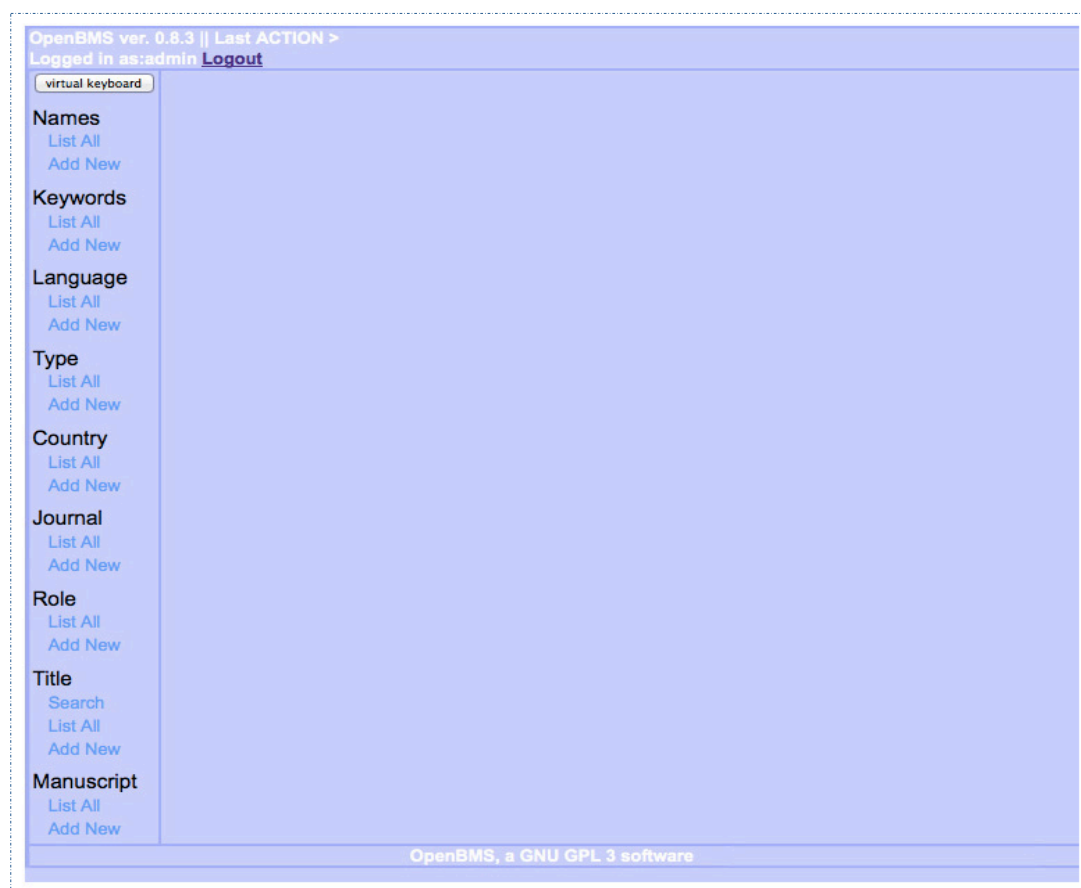 OpenBMS ver. 0.8.3 || Last ACTION >
Logged in as:admin Logout
virtual keyboard
Names
List All
Add New
Keywords
List All
Add New
Language
List All
Add New
Type
List All
Add New
Country
List All
Add New
Journal
List All
Add New
Role
List All
Add New
Title
Search
List All
Add New
Manuscript
List All
Add New
OpenBMS, a GNU GPL 3 software